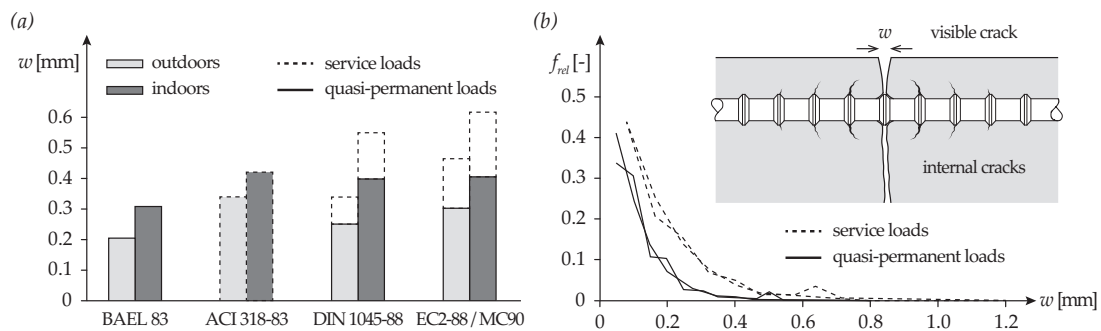 (a)
w [mm]
outdoors
indoors
service loads
quasi-permanent loads
0.6
0.5
0.4
0.3
0.2
0.1
0
BAEL 83
ACI 318-83
DIN 1045-88
EC2-88 / MC90
(b)
f_rel [-]
w
visible crack
internal cracks
0.5
0.4
0.3
0.2
0.1
0
service loads
quasi-permanent loads
w [mm]
0.0
0.2
0.4
0.6
0.8
1.0
1.2